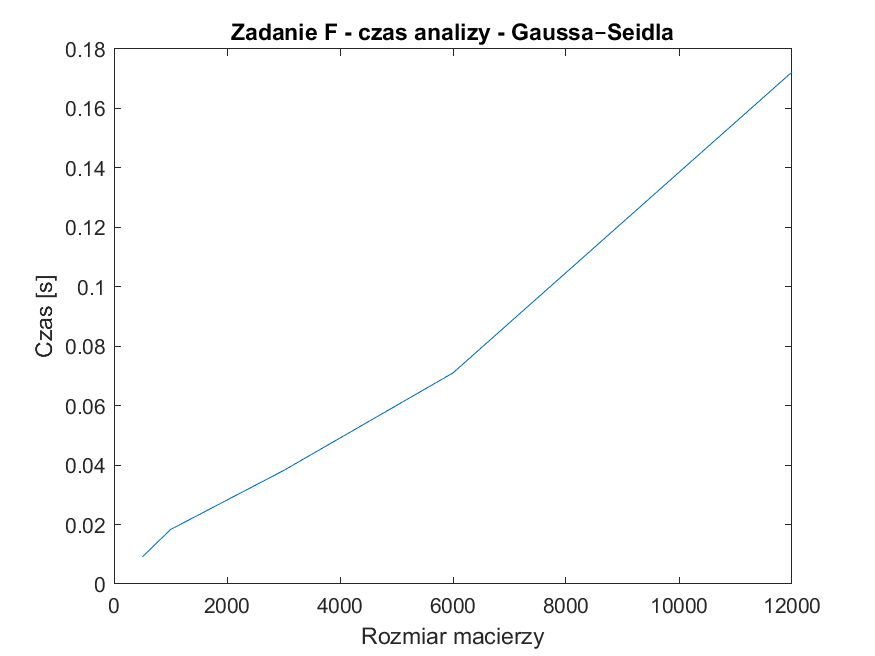 Zadanie F - czas analizy - Gaussa−Seidla
0.18
0.16
0.14
0.12
0.1
0.08
0.06
0.04
0.02
0
Czas [s]
0 2000 4000 6000 8000 10000 12000
Rozmiar macierzy